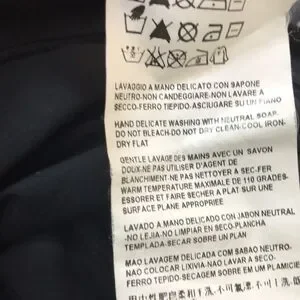 LAVAGGIO A MANO DELICATO CON SAPONE
NEUTRO-NON CANDEGGIARE-NON LAVARE A
SECCO-FERRO TIEPIDO-ASCIUGARE SU UN PIANO
HAND DELICATE WASHING WITH NEUTRAL SOAP.
DO NOT BLEACH-DO NOT DRY CLEAN-COOL IRON-
DRY FLAT
GENTLE LAVAGE DES MAINS AVEC UN SAVON
DOUX-NE PAS UTILISER D'AGENT DE
BLANCHIMENT-NE PAS NETTOYER A SEC-FER
WARM TEMPERATURE MAXIMALE DE 110 GRADES-
ESSORER ET FAIRE SECHER A PLAT SUR UNE
SURFACE PLANE APPROPRIEE
LAVADO A MANO DELICADO CON JABON NEUTRAL
-NO LEJIA-NO LIMPIAR EN SECO-PLANCHA
TEMPLADA-SECAR SOBRE UN PLAN
MAO LAVAGEM DELICADA COM SABAO NEUTRO.
NAO COLOCAR LIXIVIA-NAO LAVAR A SECO
FERRO TEPIDO-SECAGEM SOBRE EM UM PLANICIE